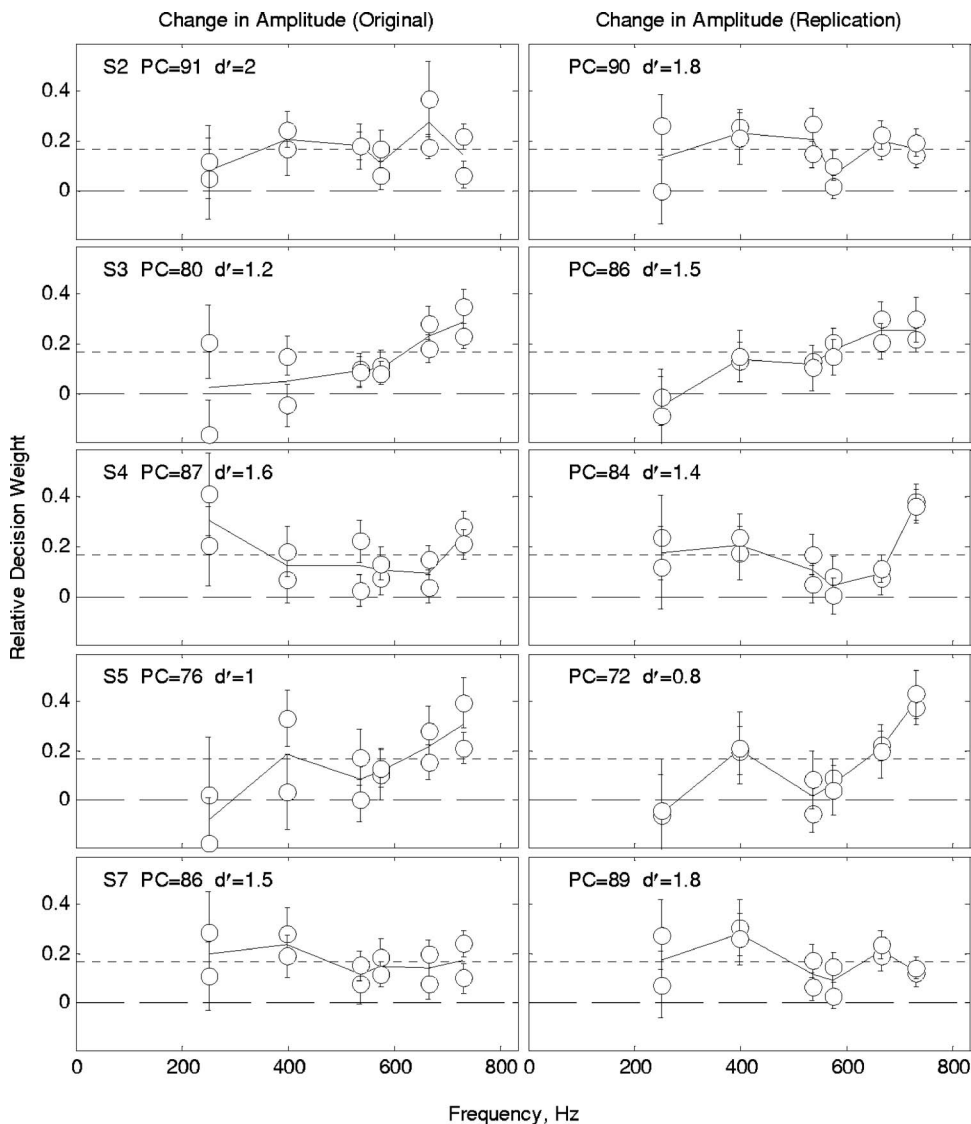 Change in Amplitude (Original)
Change in Amplitude (Replication)
S2 PC=91 d′=2
PC=90 d′=1.8
0.4
0.2
0
S3 PC=80 d′=1.2
PC=86 d′=1.5
0.4
0.2
0
S4 PC=87 d′=1.6
PC=84 d′=1.4
0.4
0.2
0
S5 PC=76 d′=1
PC=72 d′=0.8
0.4
0.2
0
S7 PC=86 d′=1.5
PC=89 d′=1.8
0.4
0.2
0
Relative Decision Weight
0 200 400 600 800 0 200 400 600 800
Frequency, Hz